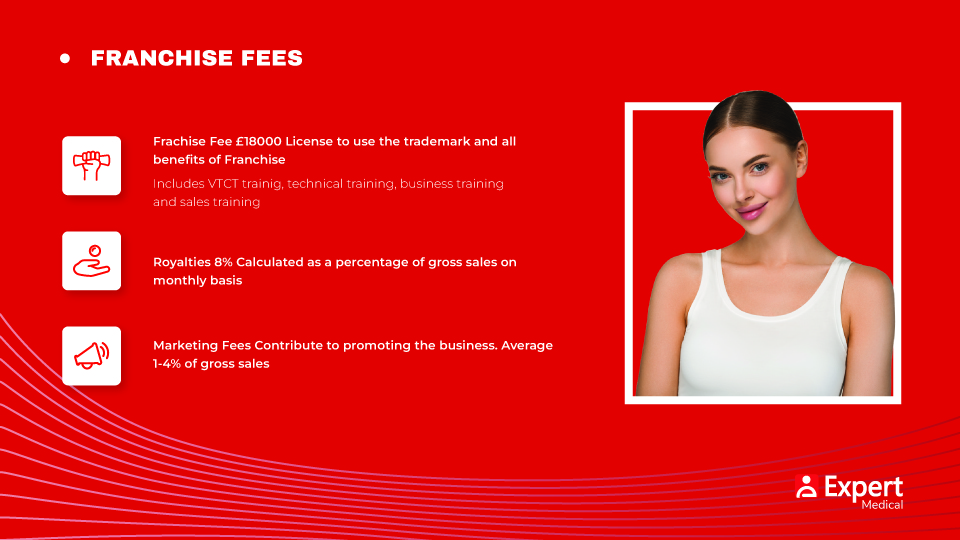 FRANCHISE FEES
Frachise Fee £18000 License to use the trademark and all
benefits of Franchise
Includes VTCT trainig, technical training, business training
and sales training
Royalties 8% Calculated as a percentage of gross sales on
monthly basis
Marketing Fees Contribute to promoting the business. Average
1-4% of gross sales
Expert
Medical